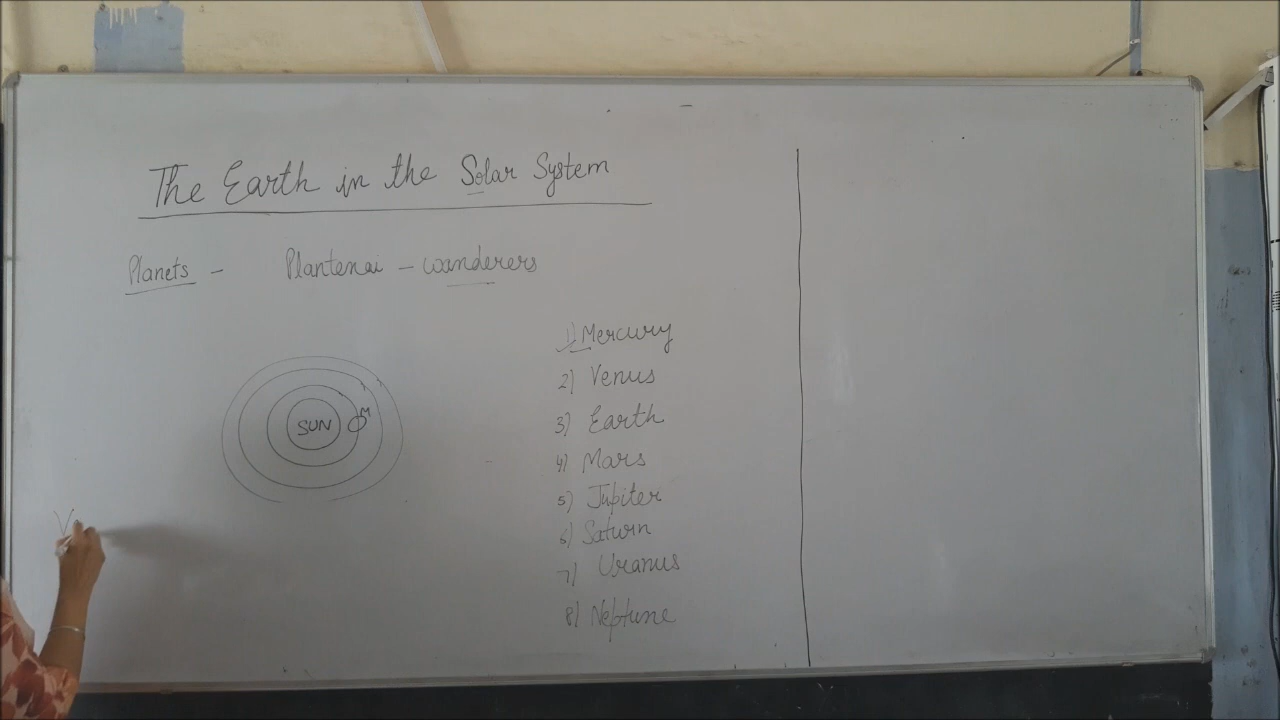 The Earth in the Solar System
Planets - Plantenai - wanderers
SUN
M
1) Mercury
2) Venus
3) Earth
4) Mars
5) Jupiter
6) Saturn
7) Uranus
8) Neptune
V